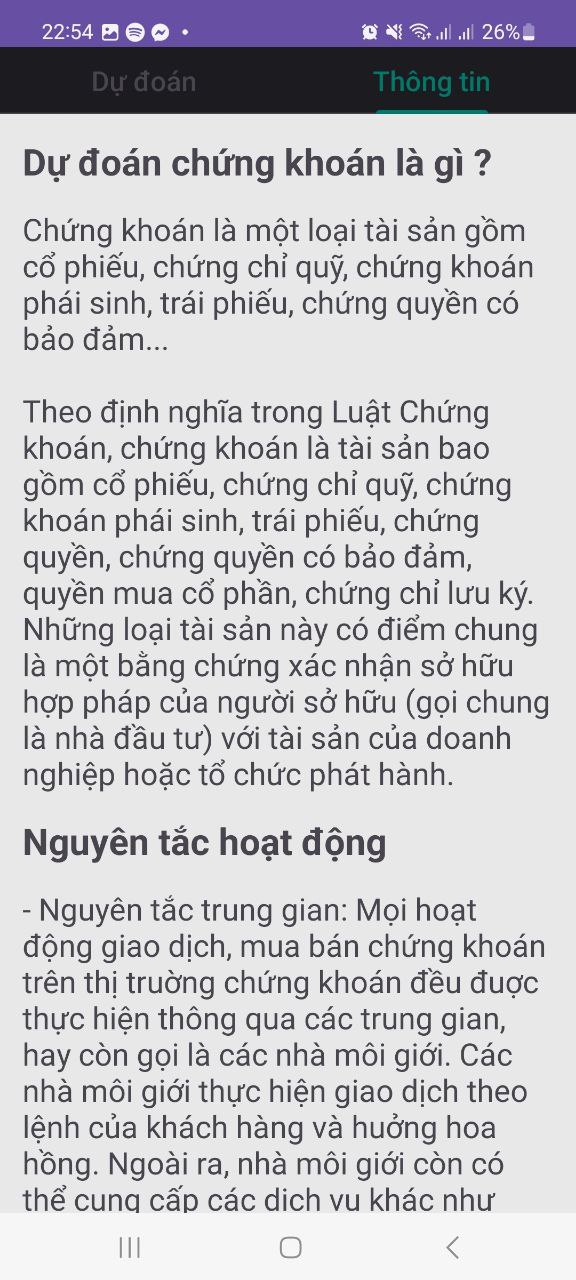 22:54
26%
Dự đoán
Thông tin
Dự đoán chứng khoán là gì ?
Chứng khoán là một loại tài sản gồm
cổ phiếu, chứng chỉ quỹ, chứng khoán
phái sinh, trái phiếu, chứng quyền có
bảo đảm...
Theo định nghĩa trong Luật Chứng
khoán, chứng khoán là tài sản bao
gồm cổ phiếu, chứng chỉ quỹ, chứng
khoán phái sinh, trái phiếu, chứng
quyền, chứng quyền có bảo đảm,
quyền mua cổ phần, chứng chỉ lưu ký.
Những loại tài sản này có điểm chung
là một bằng chứng xác nhận sở hữu
hợp pháp của người sở hữu (gọi chung
là nhà đầu tư) với tài sản của doanh
nghiệp hoặc tổ chức phát hành.
Nguyên tắc hoạt động
- Nguyên tắc trung gian: Mọi hoạt
động giao dịch, mua bán chứng khoán
trên thị truờng chứng khoán đều đuợc
thực hiện thông qua các trung gian,
hay còn gọi là các nhà môi giới. Các
nhà môi giới thực hiện giao dịch theo
lệnh của khách hàng và huởng hoa
hồng. Ngoài ra, nhà môi giới còn có
thể cung cấp các dịch vụ khác như